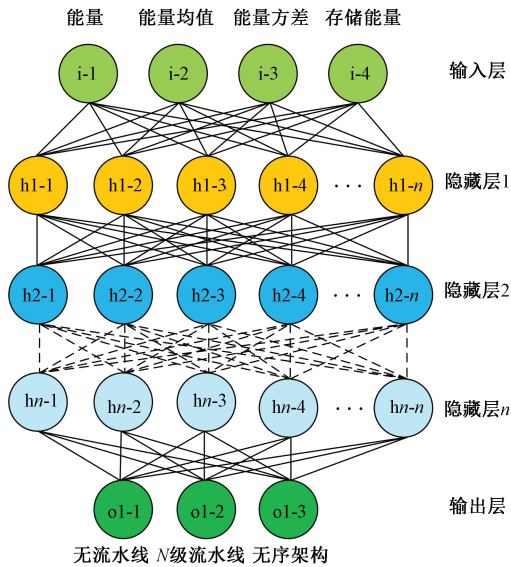 能量 能量均值 能量方差 存储能量
i-1 i-2 i-3 i-4 输入层
h1-1 h1-2 h1-3 h1-4 ··· h1-n 隐藏层1
h2-1 h2-2 h2-3 h2-4 ··· h2-n 隐藏层2
hn-1 hn-2 hn-3 hn-4 ··· hn-n 隐藏层n
o1-1 o1-2 o1-3 输出层
无流水线 N级流水线 无序架构